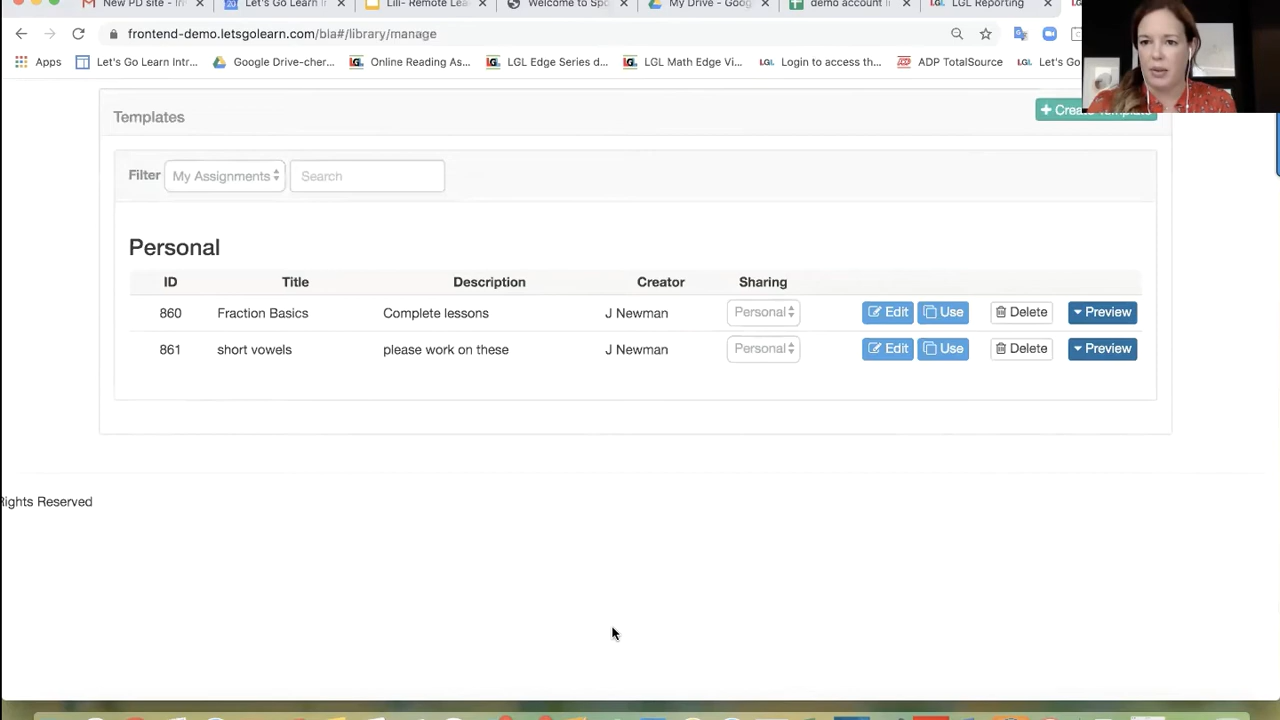 New PD site - In
Let's Go Learn I
Lili- Remote Lea
Welcome to Sp
My Drive - Goog
demo account l
LGL Reporting
frontend-demo.letsgolearn.com/bla#/library/manage
Apps
Let's Go Learn Intr...
Google Drive-cher...
Online Reading As...
LGL Edge Series d...
LGL Math Edge Vi...
Login to access th...
ADP TotalSource
Let's Go
Templates
Create Template
Filter My Assignments Search
Personal
ID Title Description Creator Sharing
860 Fraction Basics Complete lessons J Newman Personal Edit Use Delete Preview
861 short vowels please work on these J Newman Personal Edit Use Delete Preview
Rights Reserved